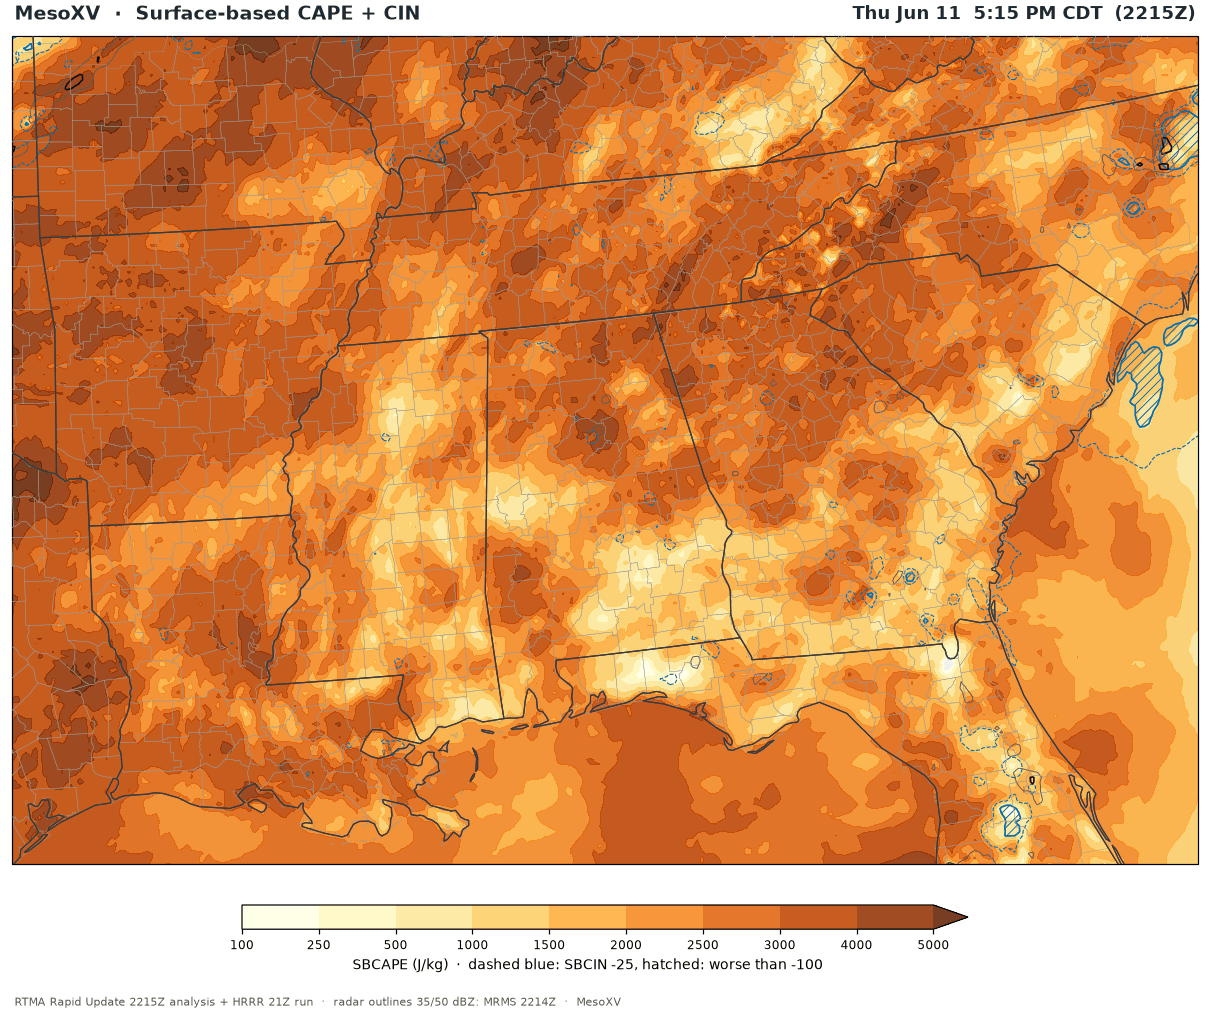 MesoXV · Surface-based CAPE + CIN
Thu Jun 11 5:15 PM CDT (2215Z)
100 250 500 1000 1500 2000 2500 3000 4000 5000
SBCAPE (J/kg) · dashed blue: SBCIN -25, hatched: worse than -100
RTMA Rapid Update 2215Z analysis + HRRR 21Z run · radar outlines 35/50 dBZ: MRMS 2214Z · MesoXV